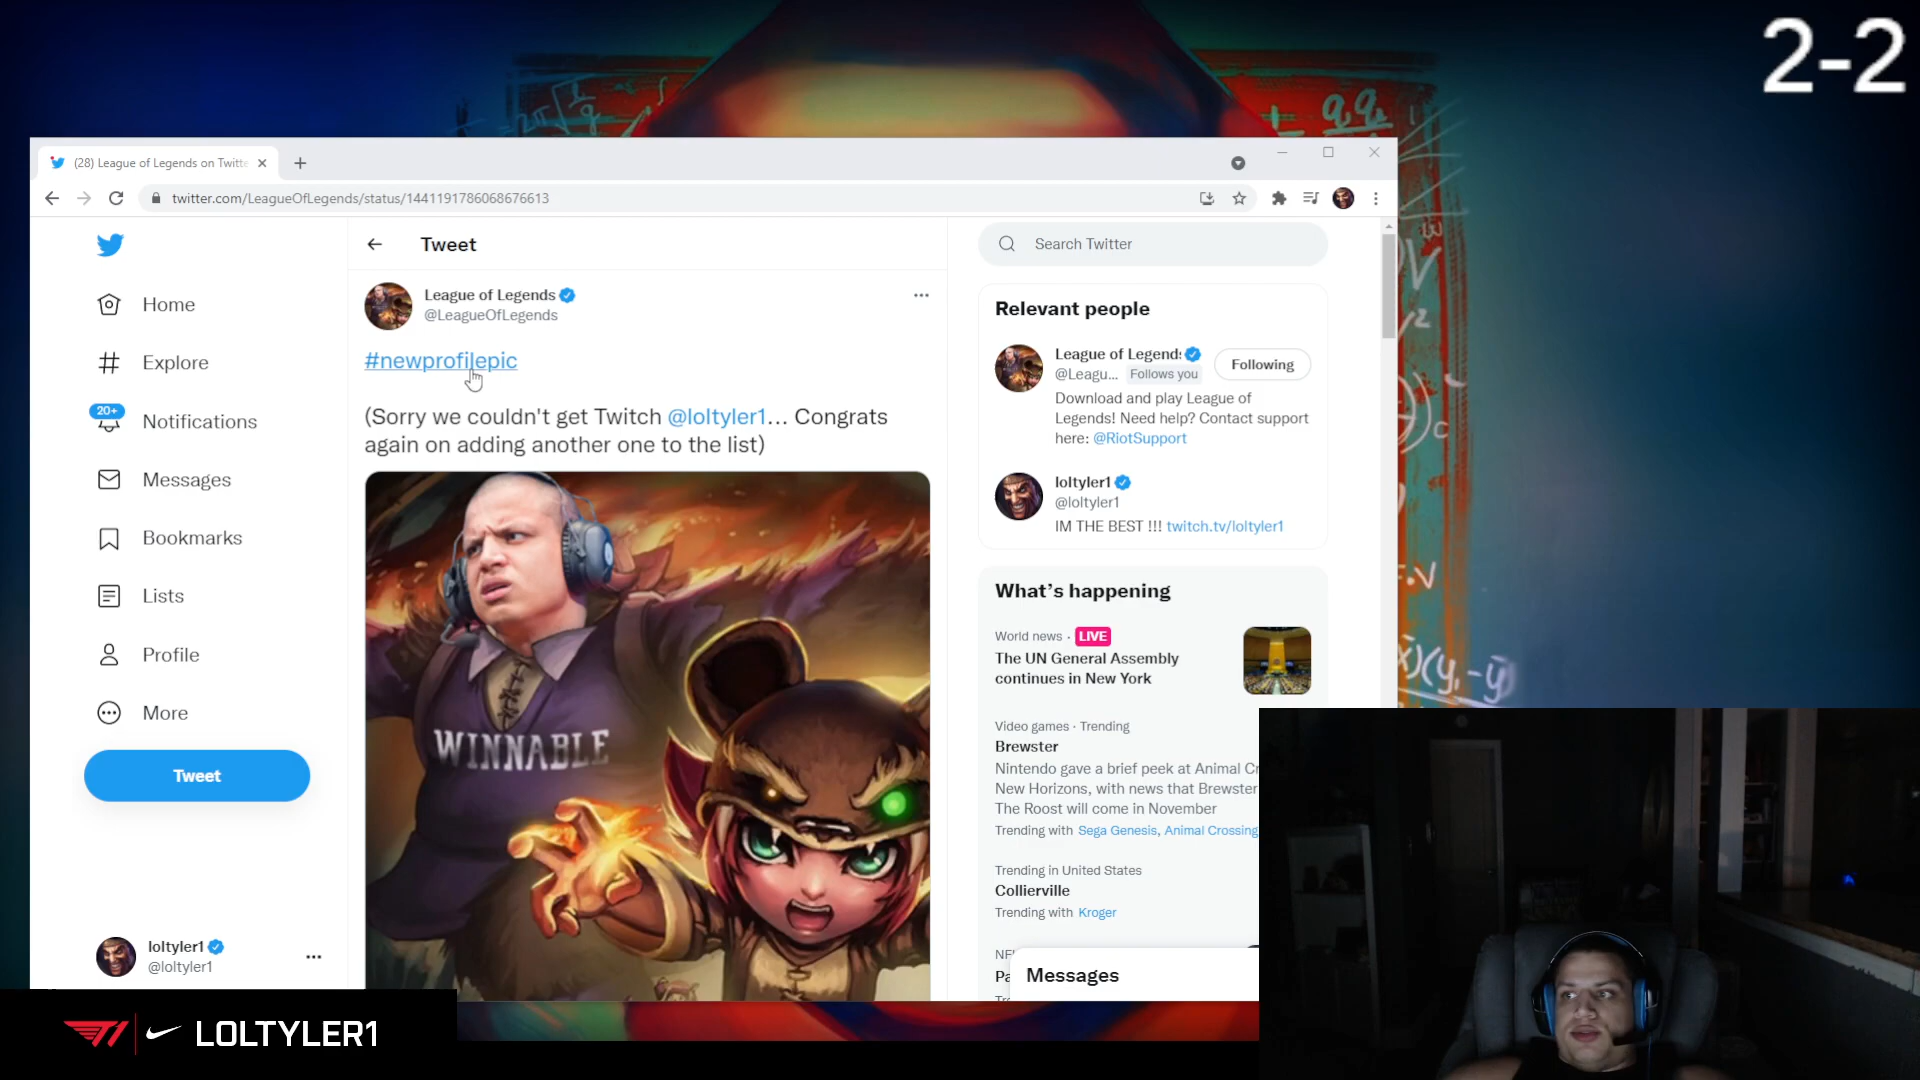 2-2
(28) League of Legends on Twitte
twitter.com/LeagueOfLegends/status/1441191786068676613
Home
Explore
20+
Notifications
Messages
Bookmarks
Lists
Profile
More
Tweet
loltyler1
@loltyler1
Tweet
League of Legends
@LeagueOfLegends
#newprofilepic
(Sorry we couldn't get Twitch @loltyler1... Congrats
again on adding another one to the list)
WINNABLE
Search Twitter
Relevant people
League of Legend
@Leagu... Follows you
Following
Download and play League of
Legends! Need help? Contact support
here: @RiotSupport
loltyler1
@loltyler1
IM THE BEST !!! twitch.tv/loltyler1
What's happening
World news · LIVE
The UN General Assembly
continues in New York
Video games · Trending
Brewster
Nintendo gave a brief peek at Animal Cr
New Horizons, with news that Brewster
The Roost will come in November
Trending with Sega Genesis, Animal Crossing
Trending in United States
Collierville
Trending with Kroger
Messages
T1 LOLTYLER1